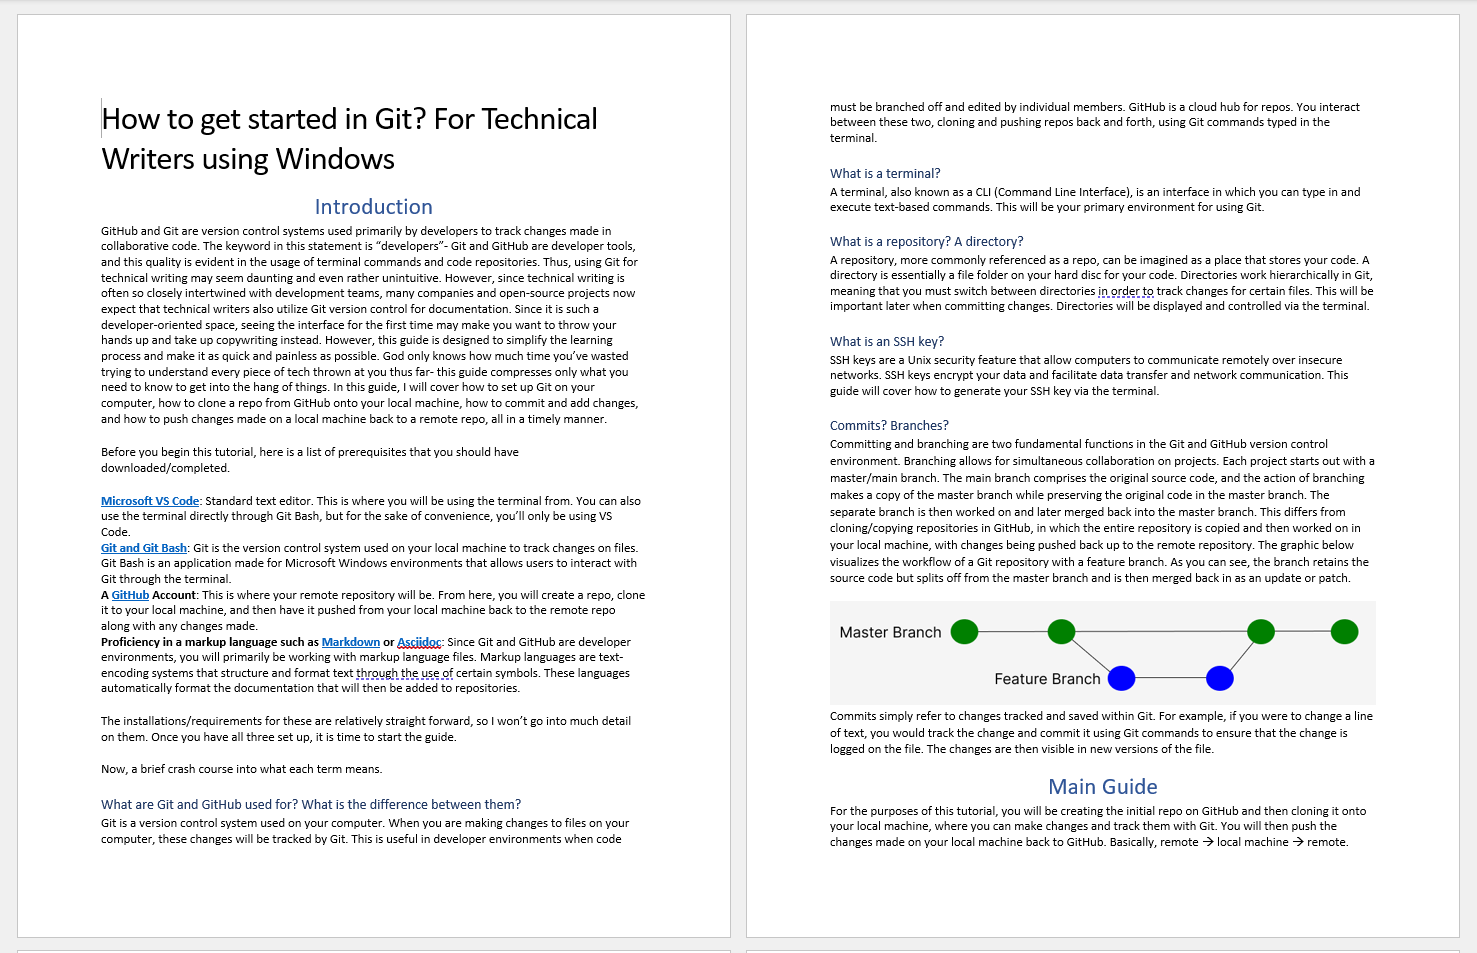 How to get started in Git? For Technical
Writers using Windows
Introduction
GitHub and Git are version control systems used primarily by developers to track changes made in
collaborative code. The keyword in this statement is “developers”- Git and GitHub are developer tools,
and this quality is evident in the usage of terminal commands and code repositories. Thus, using Git for
technical writing may seem daunting and even rather unintuitive. However, since technical writing is
often so closely intertwined with development teams, many companies and open-source projects now
expect that technical writers also utilize Git version control for documentation. Since it is such a
developer-oriented space, seeing the interface for the first time may make you want to throw your
hands up and take up copywriting instead. However, this guide is designed to simplify the learning
process and make it as quick and painless as possible. God only knows how much time you’ve wasted
trying to understand every piece of tech thrown at you thus far- this guide compresses only what you
need to know to get into the hang of things. In this guide, I will cover how to set up Git on your
computer, how to clone a repo from GitHub onto your local machine, how to commit and add changes,
and how to push changes made on a local machine back to a remote repo, all in a timely manner.
Before you begin this tutorial, here is a list of prerequisites that you should have
downloaded/completed.
Microsoft VS Code: Standard text editor. This is where you will be using the terminal from. You can also
use the terminal directly through Git Bash, but for the sake of convenience, you’ll only be using VS
Code.
Git and Git Bash: Git is the version control system used on your local machine to track changes on files.
Git Bash is an application made for Microsoft Windows environments that allows users to interact with
Git through the terminal.
A GitHub Account: This is where your remote repository will be. From here, you will create a repo, clone
it to your local machine, and then have it pushed from your local machine back to the remote repo
along with any changes made.
Proficiency in a markup language such as Markdown or Asciidoc: Since Git and GitHub are developer
environments, you will primarily be working with markup language files. Markup languages are text-
encoding systems that structure and format text through the use of certain symbols. These languages
automatically format the documentation that will then be added to repositories.
The installations/requirements for these are relatively straight forward, so I won’t go into much detail
on them. Once you have all three set up, it is time to start the guide.
Now, a brief crash course into what each term means.
What are Git and GitHub used for? What is the difference between them?
Git is a version control system used on your computer. When you are making changes to files on your
computer, these changes will be tracked by Git. This is useful in developer environments when code
must be branched off and edited by individual members. GitHub is a cloud hub for repos. You interact
between these two, cloning and pushing repos back and forth, using Git commands typed in the
terminal.
What is a terminal?
A terminal, also known as a CLI (Command Line Interface), is an interface in which you can type in and
execute text-based commands. This will be your primary environment for using Git.
What is a repository? A directory?
A repository, more commonly referenced as a repo, can be imagined as a place that stores your code. A
directory is essentially a file folder on your hard disc for your code. Directories work hierarchically in Git,
meaning that you must switch between directories in order to track changes for certain files. This will be
important later when committing changes. Directories will be displayed and controlled via the terminal.
What is an SSH key?
SSH keys are a Unix security feature that allow computers to communicate remotely over insecure
networks. SSH keys encrypt your data and facilitate data transfer and network communication. This
guide will cover how to generate your SSH key via the terminal.
Commits? Branches?
Committing and branching are two fundamental functions in the Git and GitHub version control
environment. Branching allows for simultaneous collaboration on projects. Each project starts out with a
master/main branch. The main branch comprises the original source code, and the action of branching
makes a copy of the master branch while preserving the original code in the master branch. The
separate branch is then worked on and later merged back into the master branch. This differs from
cloning/copying repositories in GitHub, in which the entire repository is copied and then worked on in
your local machine, with changes being pushed back up to the remote repository. The graphic below
visualizes the workflow of a Git repository with a feature branch. As you can see, the branch retains the
source code but splits off from the master branch and is then merged back in as an update or patch.
Master Branch
Feature Branch
Commits simply refer to changes tracked and saved within Git. For example, if you were to change a line
of text, you would track the change and commit it using Git commands to ensure that the change is
logged on the file. The changes are then visible in new versions of the file.
Main Guide
For the purposes of this tutorial, you will be creating the initial repo on GitHub and then cloning it onto
your local machine, where you can make changes and track them with Git. You will then push the
changes made on your local machine back to GitHub. Basically, remote → local machine → remote.